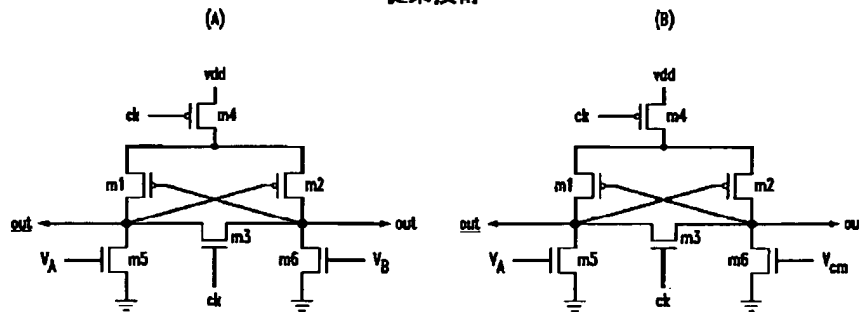 (A) (B)
vdd vdd
ck m4 ck m4
m1 m2 m1 m2
out out out ou
m3 m3
V_A m5 m6 V_B V_A m5 m6 V_cm
ck ck